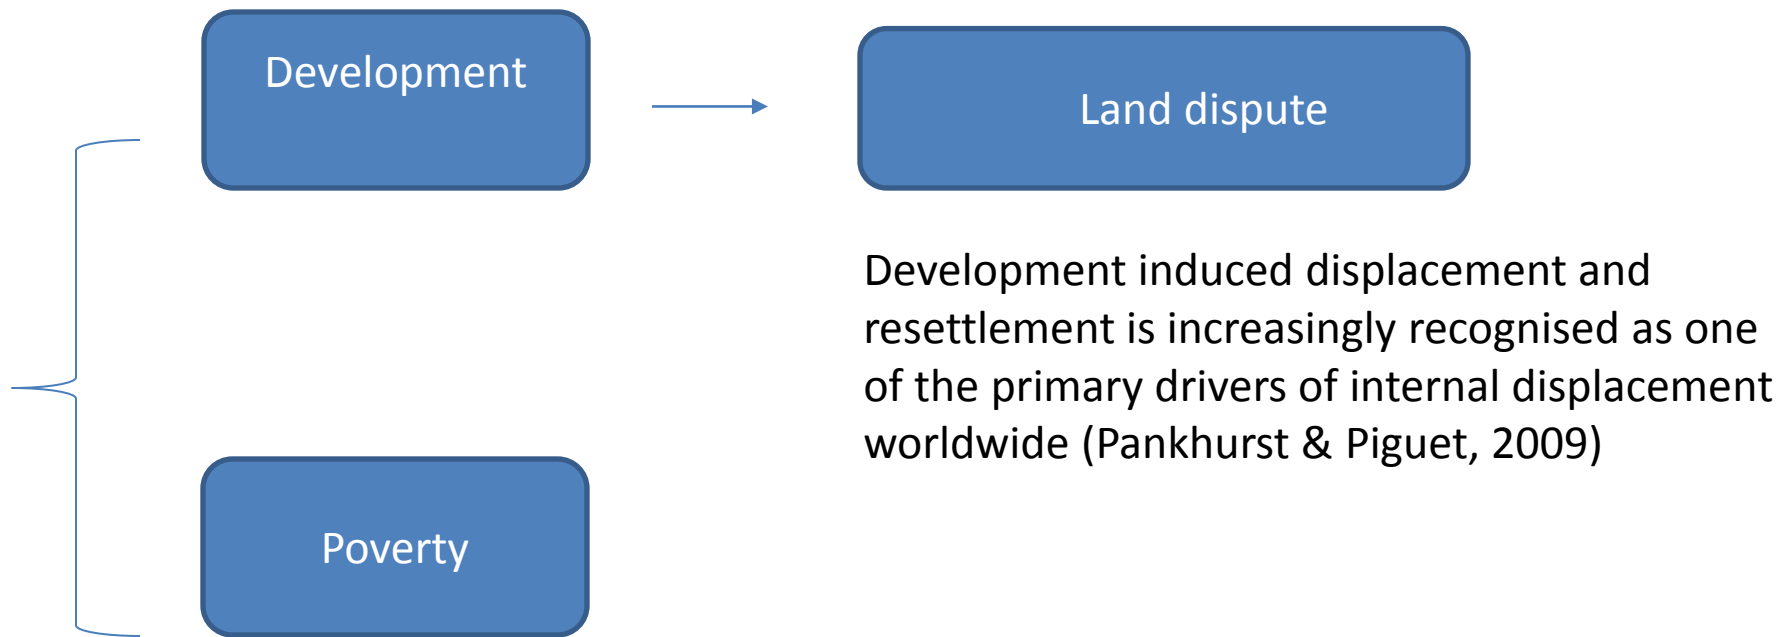 Development
Land dispute
Development induced displacement and
resettlement is increasingly recognised as one
of the primary drivers of internal displacement
worldwide (Pankhurst & Piguet, 2009)
Poverty